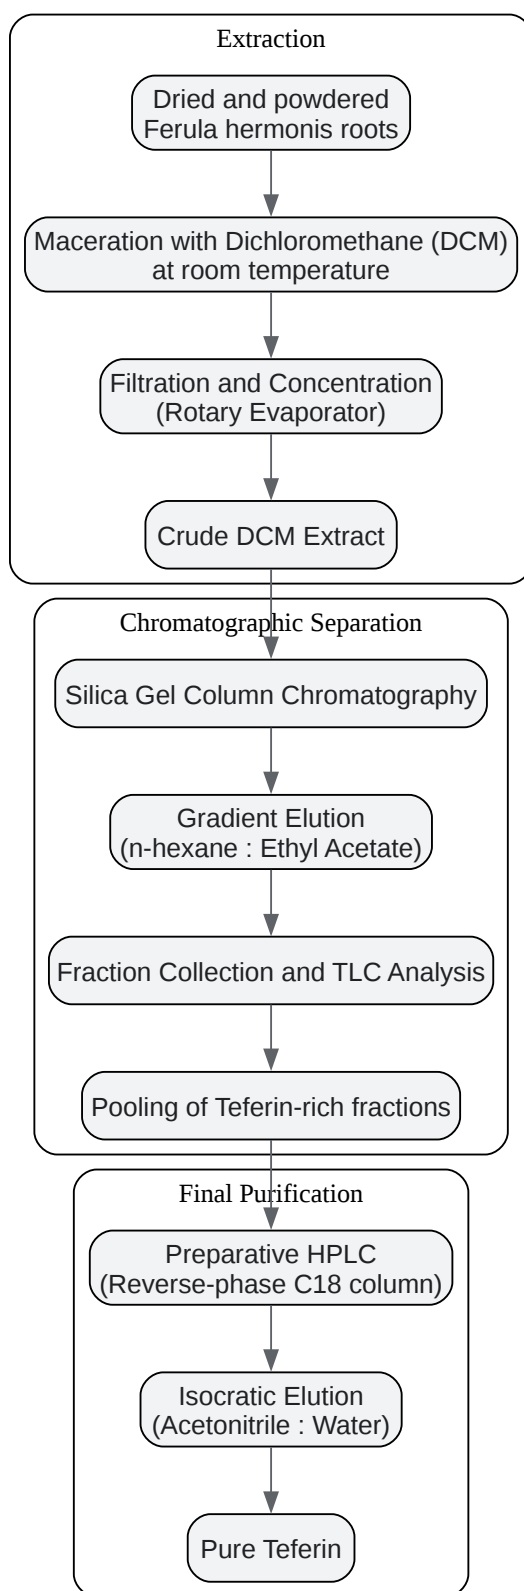 Extraction
Dried and powdered
Ferula hermonis roots
Maceration with Dichloromethane (DCM)
at room temperature
Filtration and Concentration
(Rotary Evaporator)
Crude DCM Extract
Chromatographic Separation
Silica Gel Column Chromatography
Gradient Elution
(n-hexane : Ethyl Acetate)
Fraction Collection and TLC Analysis
Pooling of Teferin-rich fractions
Final Purification
Preparative HPLC
(Reverse-phase C18 column)
Isocratic Elution
(Acetonitrile : Water)
Pure Teferin